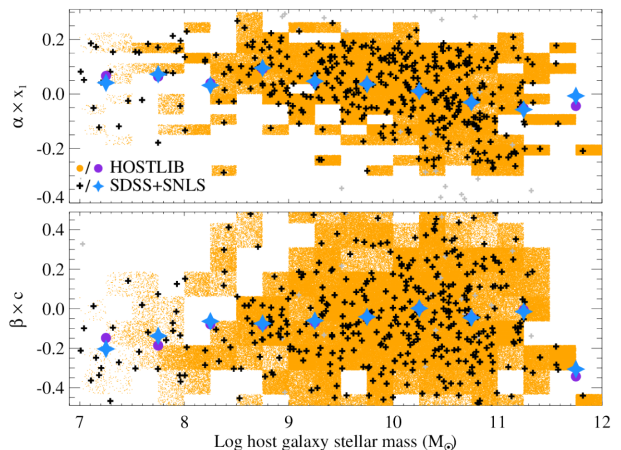 0.2
0.0
-0.2
-0.4
α × x₁
● / ● HOSTLIB
+ / ✦ SDSS+SNLS
0.4
0.2
0.0
-0.2
-0.4
β × c
7 8 9 10 11 12
Log host galaxy stellar mass (M☉)